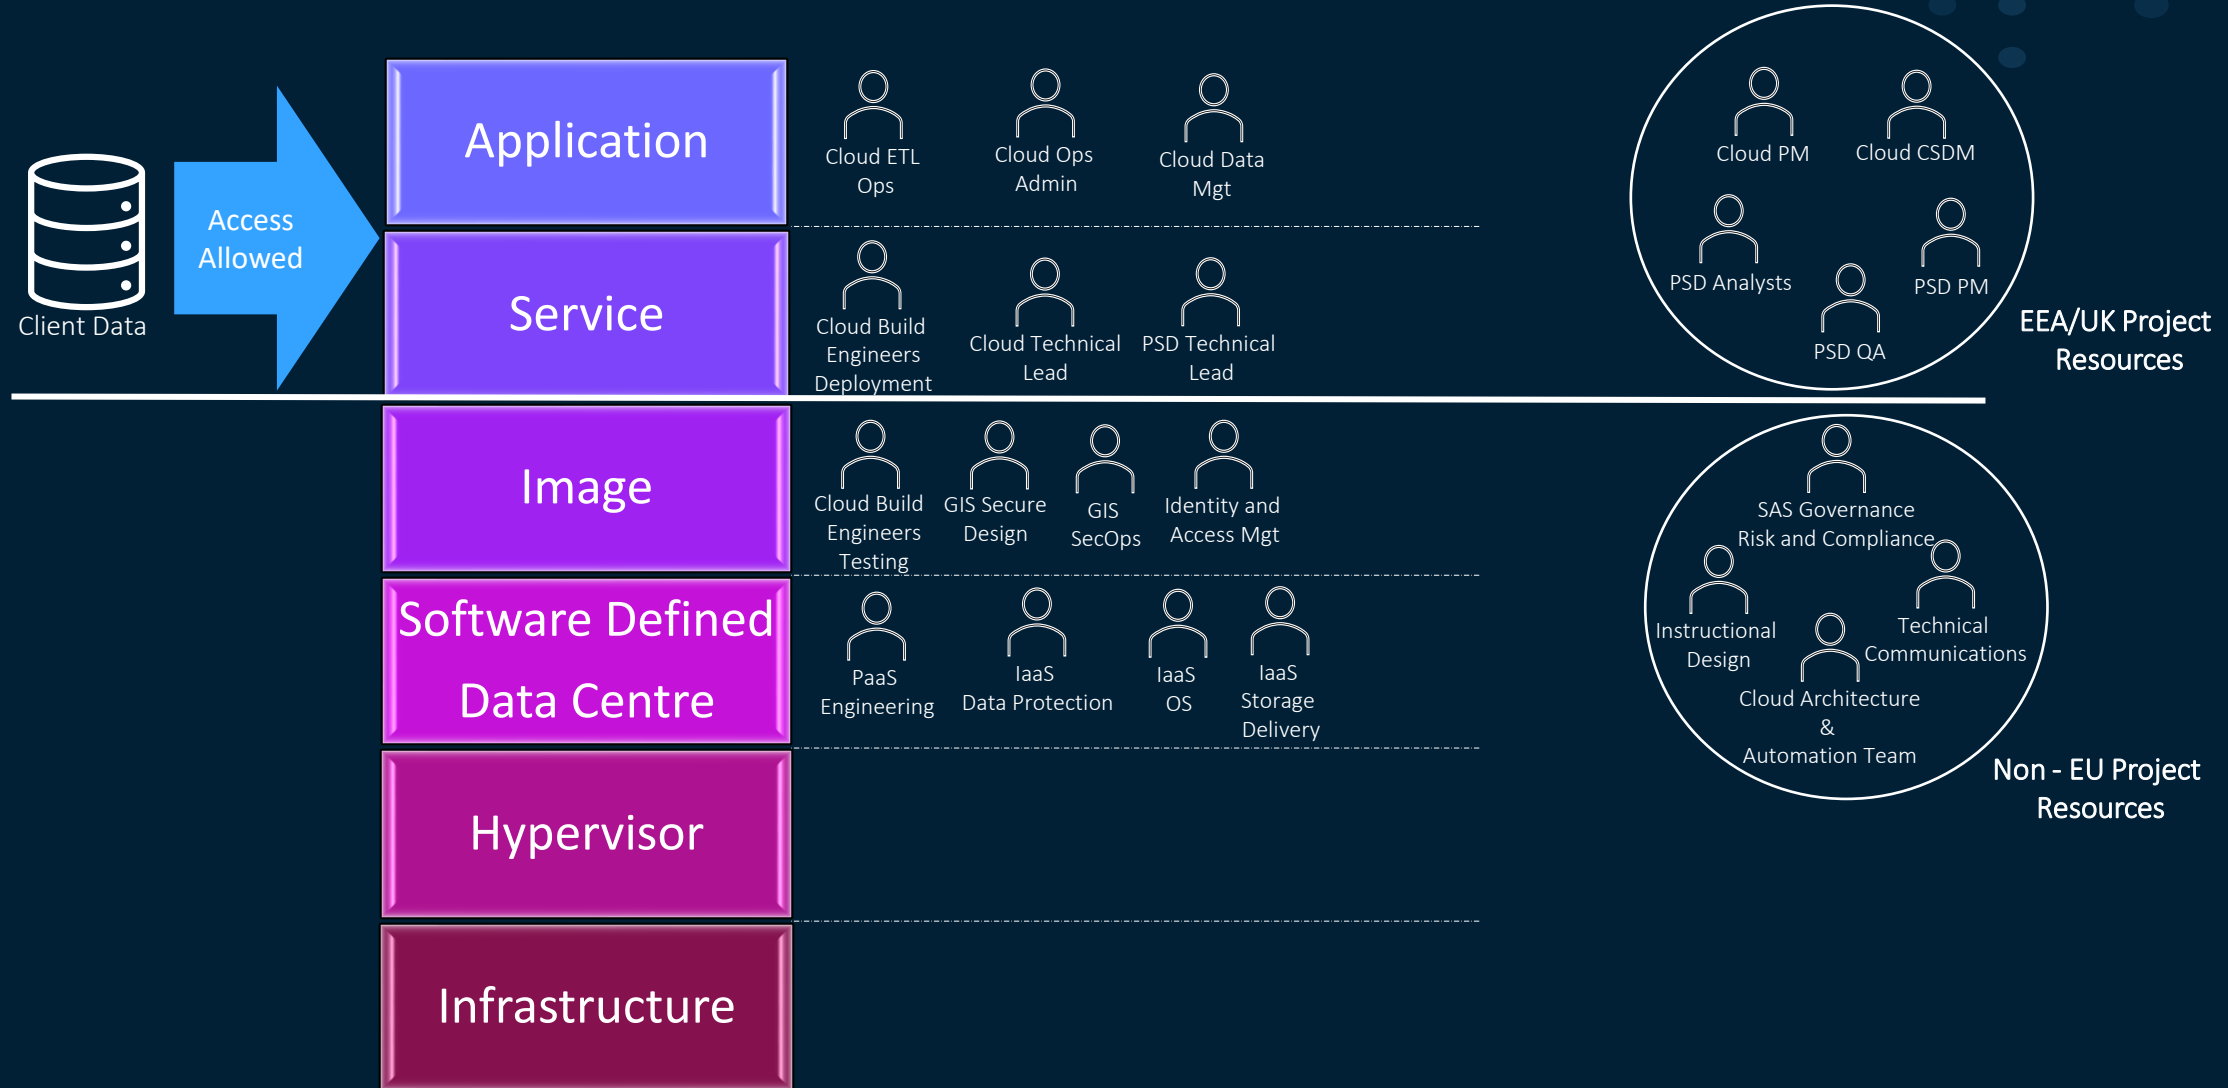 Client Data
Access
Allowed
Application
Cloud ETL
Ops
Cloud Ops
Admin
Cloud Data
Mgt
Service
Cloud Build
Engineers
Deployment
Cloud Technical
Lead
PSD Technical
Lead
Cloud PM
Cloud CSDM
PSD Analysts
PSD PM
PSD QA
EEA/UK Project
Resources
Image
Cloud Build
Engineers
Testing
GIS Secure
Design
GIS
SecOps
Identity and
Access Mgt
Software Defined
Data Centre
PaaS
Engineering
IaaS
Data Protection
IaaS
OS
IaaS
Storage
Delivery
SAS Governance
Risk and Compliance
Instructional
Design
Technical
Communications
Cloud Architecture
&
Automation Team
Non - EU Project
Resources
Hypervisor
Infrastructure